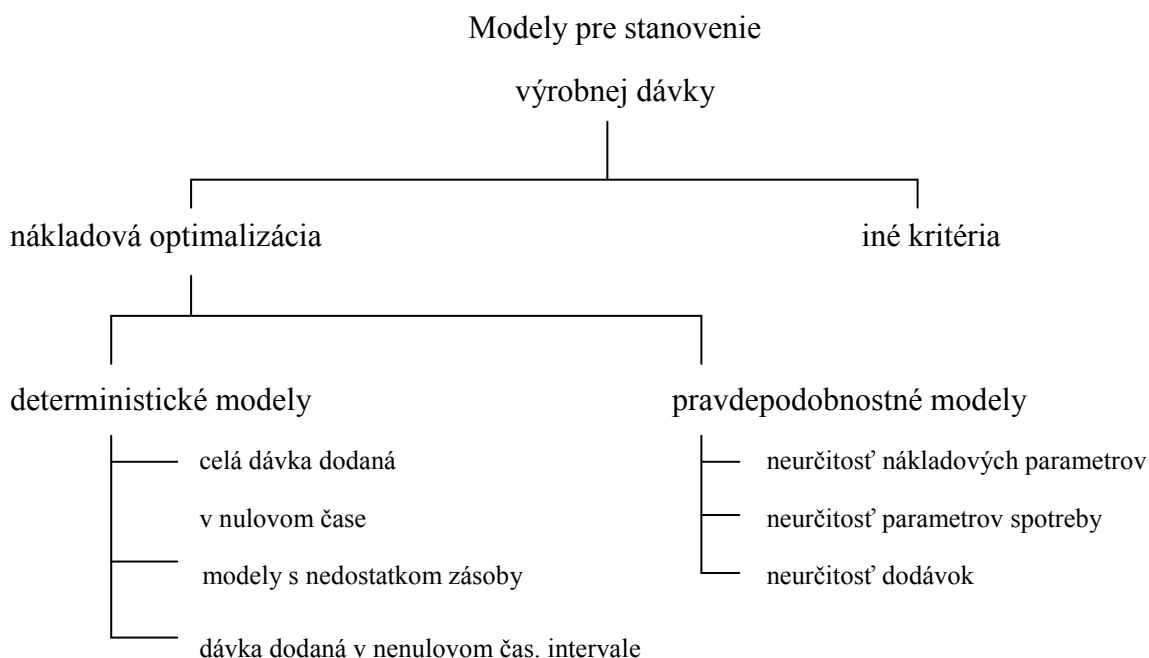 Modely pre stanovenie
výrobnej dávky
nákladová optimalizácia
iné kritéria
deterministické modely
pravdepodobnostné modely
celá dávka dodaná
v nulovom čase
modely s nedostatkom zásoby
dávka dodaná v nenulovom čas. intervale
neurčitosť nákladových parametrov
neurčitosť parametrov spotreby
neurčitosť dodávok